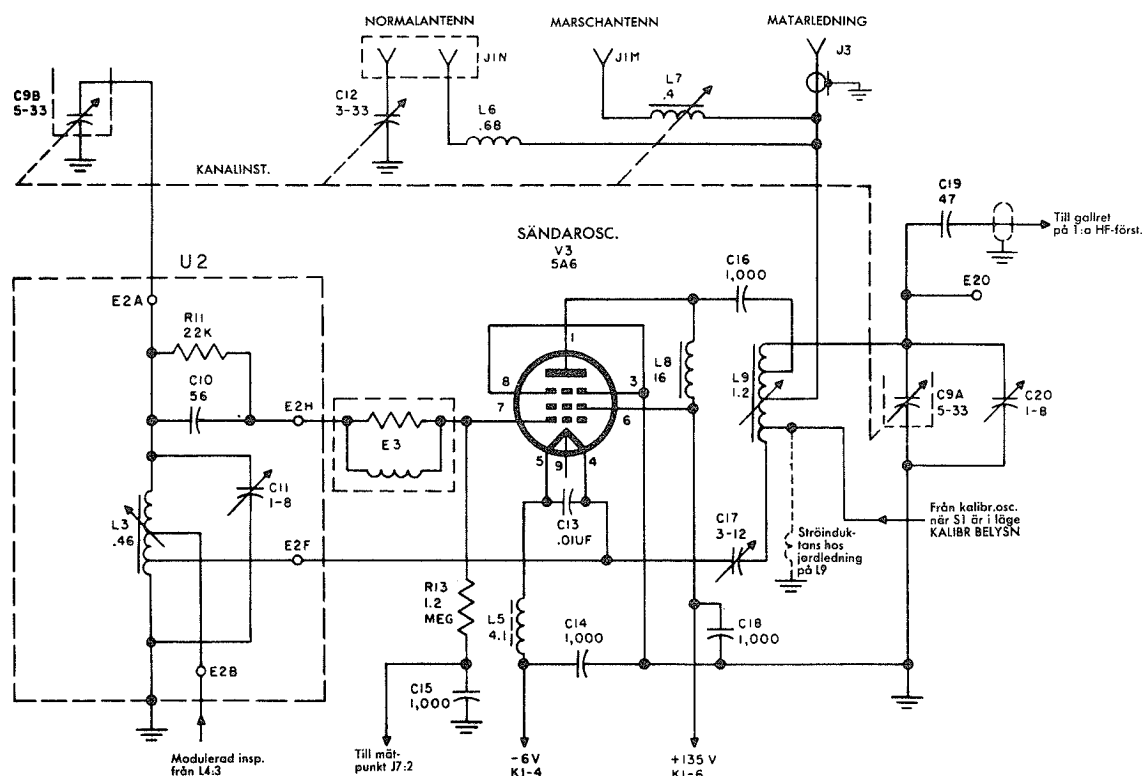 NORMALANTENN
MARSCHANTENN
MATARLEDNING
J1N
J1M
J3
C9B
5-33
C12
3-33
L6
.68
L7
.4
KANALINST.
C19
47
Till gallret
på 1:a HF-först.
SÄNDAROSC.
V3
5A6
C16
1,000
U2
E2A
E20
R11
22K
C10
56
E2H
E3
1
8
3
7
6
5
9
4
L8
16
L9
1.2
C9A
5-33
C20
1-8
C11
1-8
C13
.01UF
L3
.46
E2F
C17
3-12
Ströinduk-
tans hos
jordledning
på L9
Från kalibr.osc.
när S1 är i läge
KALIBR BELYSN
R13
1.2
MEG
L5
4.1
C14
1,000
C18
1,000
E2B
C15
1,000
Modulerad insp.
från L4:3
Till mät-
punkt J7:2
-6V
K1-4
+135 V
K1-6